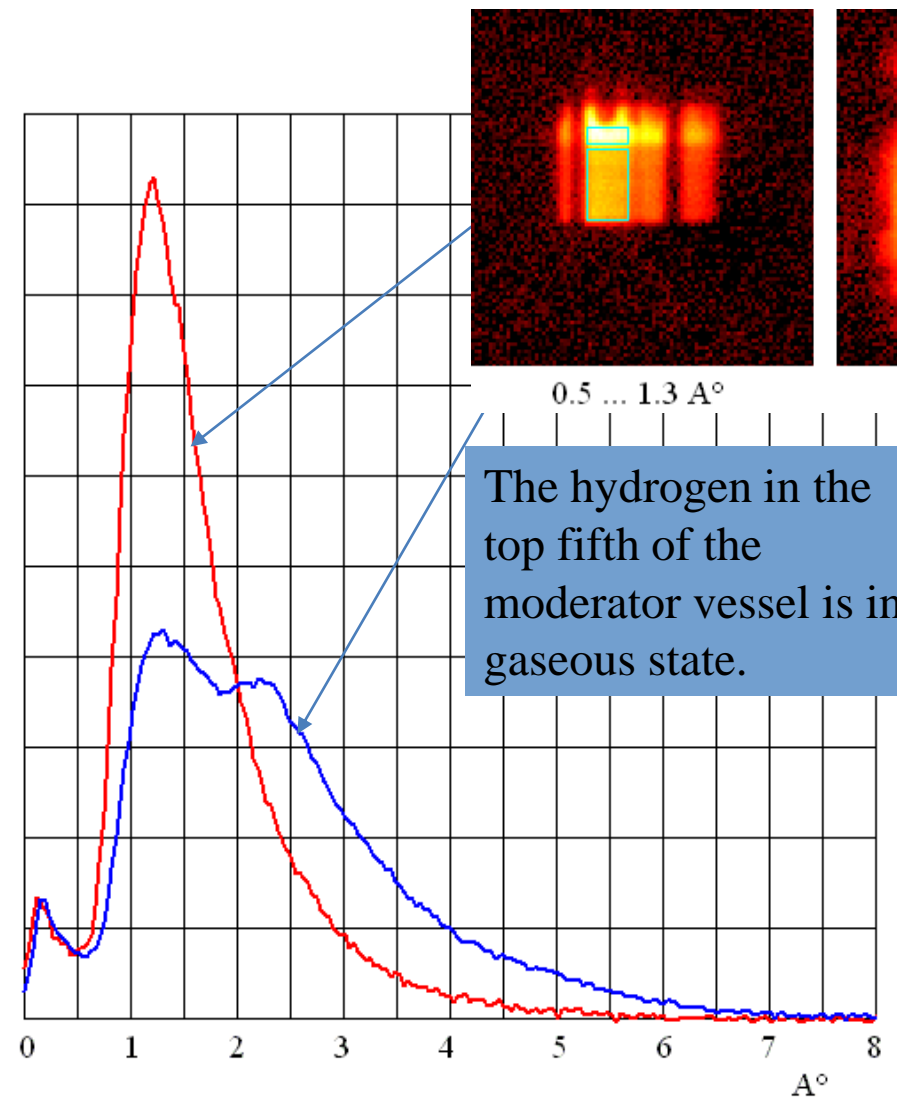 0.5 ... 1.3 A°
The hydrogen in the
top fifth of the
moderator vessel is in
gaseous state.
0 1 2 3 4 5 6 7 8
A°